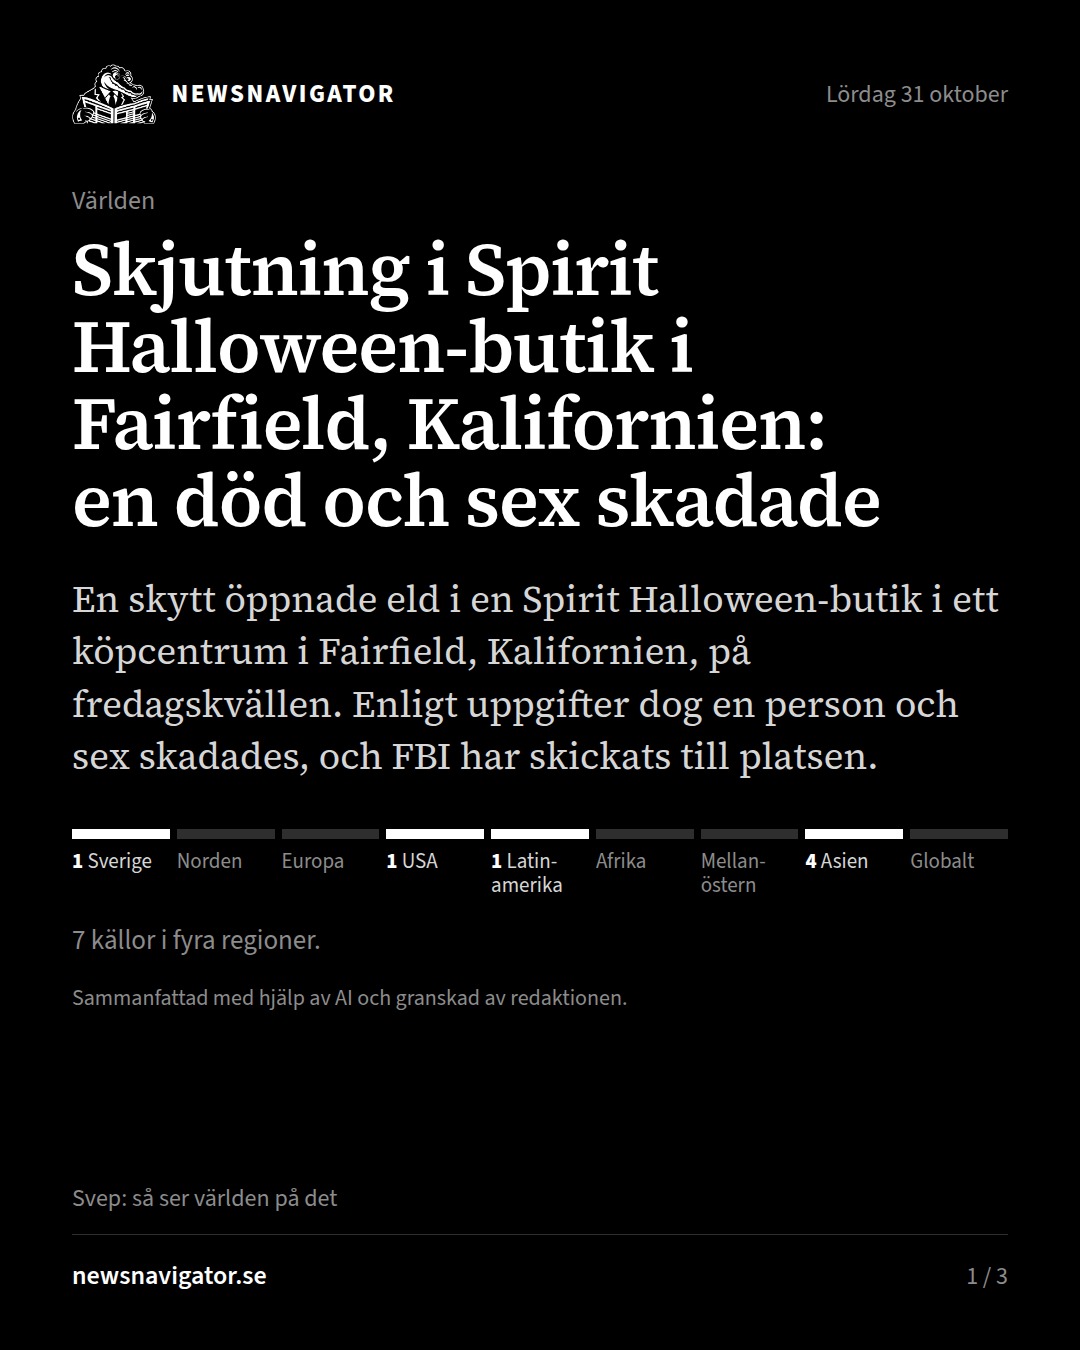 NEWSNAVIGATOR
Lördag 31 oktober
Världen
Skjutning i Spirit
Halloween-butik i
Fairfield, Kalifornien:
en död och sex skadade
En skytt öppnade eld i en Spirit Halloween-butik i ett
köpcentrum i Fairfield, Kalifornien, på
fredagskvällen. Enligt uppgifter dog en person och
sex skadades, och FBI har skickats till platsen.
1 Sverige
Norden
Europa
1 USA
1 Latin-
amerika
Afrika
Mellan-
östern
4 Asien
Globalt
7 källor i fyra regioner.
Sammanfattad med hjälp av AI och granskad av redaktionen.
Svep: så ser världen på det
newsnavigator.se
1 / 3